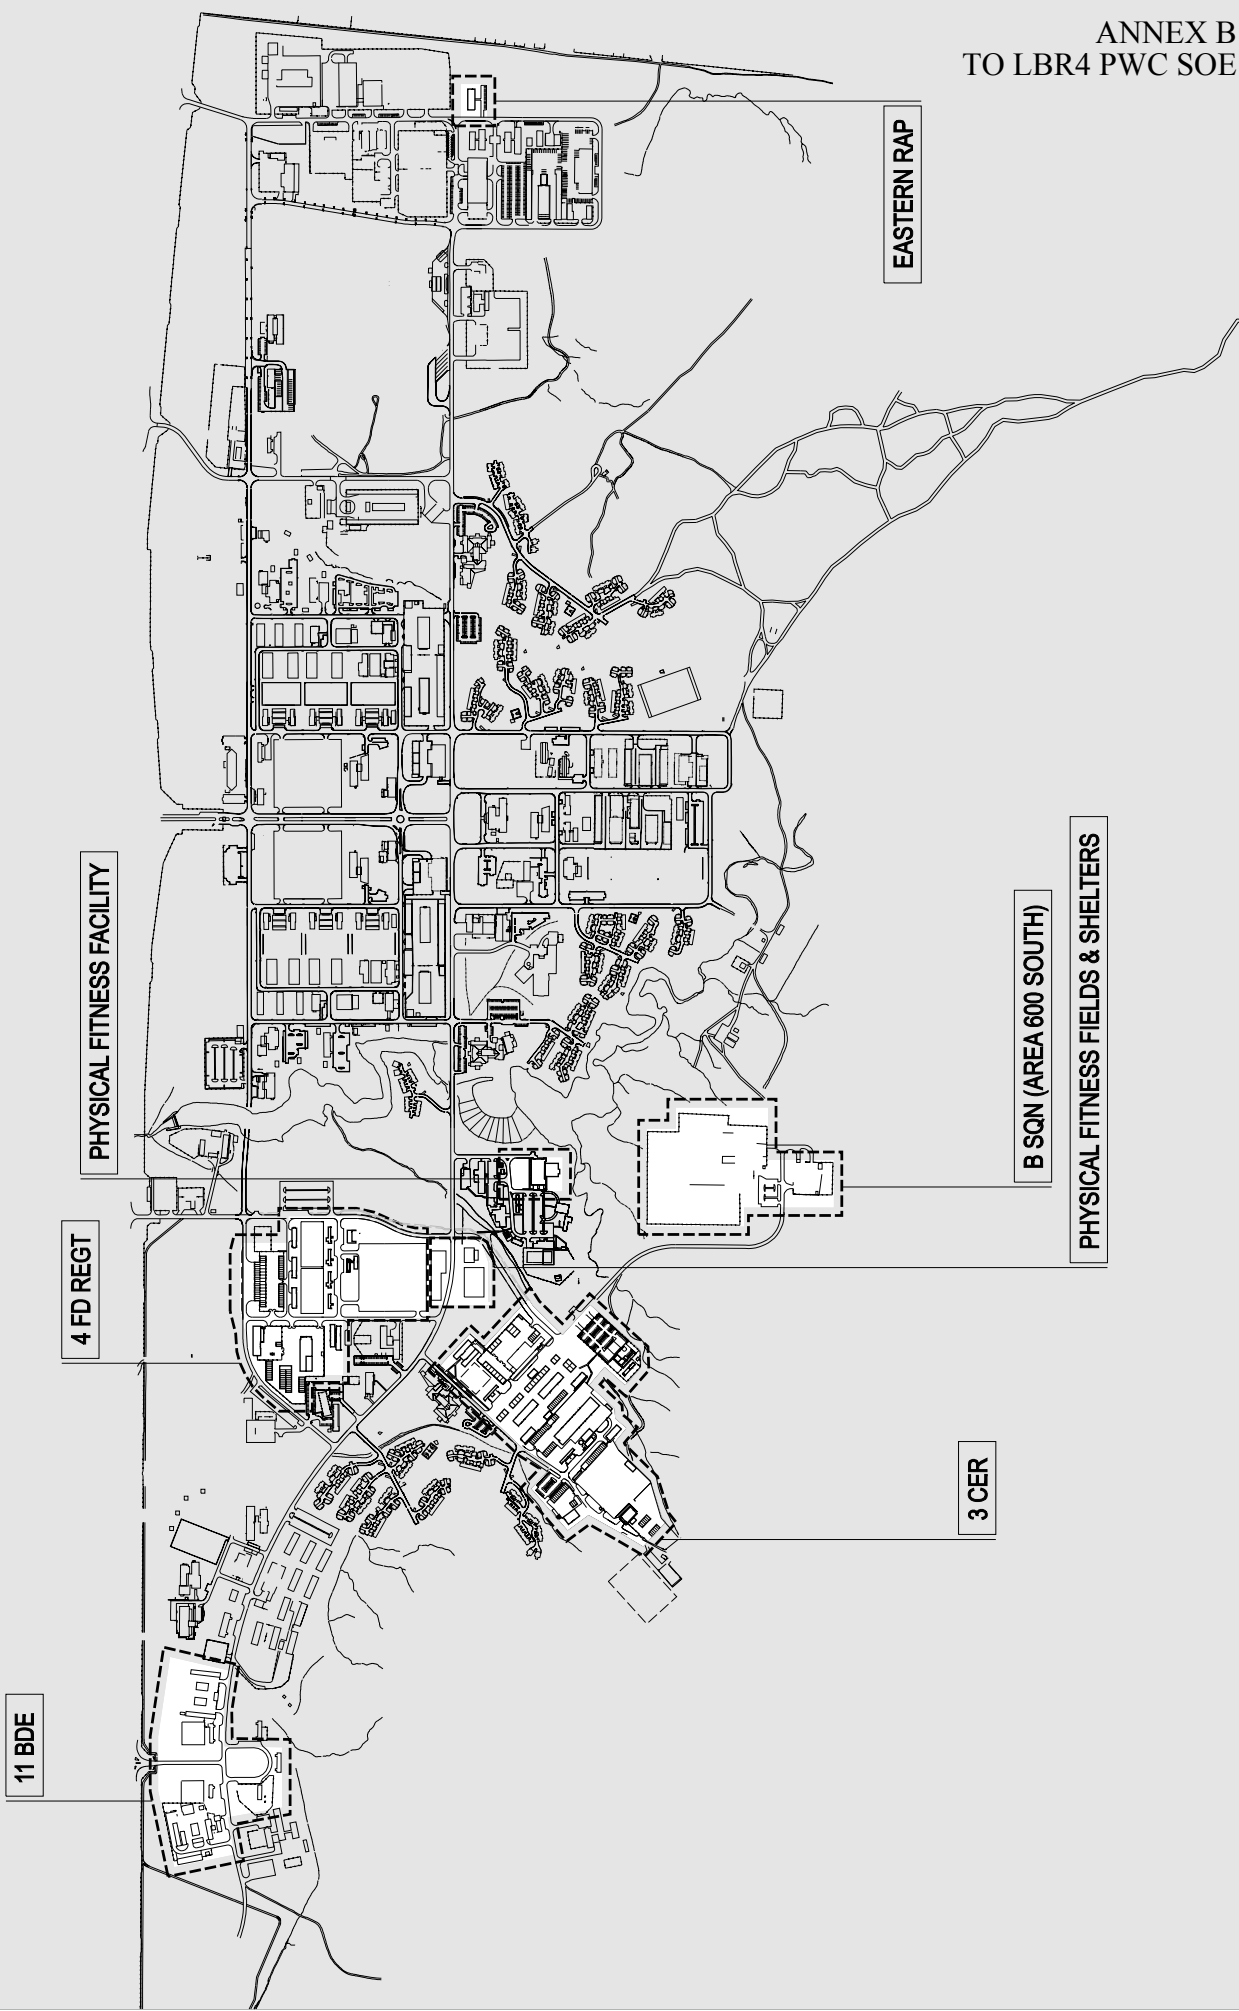 ANNEX B
TO LBR4 PWC SOE
EASTERN RAP
PHYSICAL FITNESS FACILITY
B SQN (AREA 600 SOUTH)
PHYSICAL FITNESS FIELDS & SHELTERS
4 FD REGT
3 CER
11 BDE